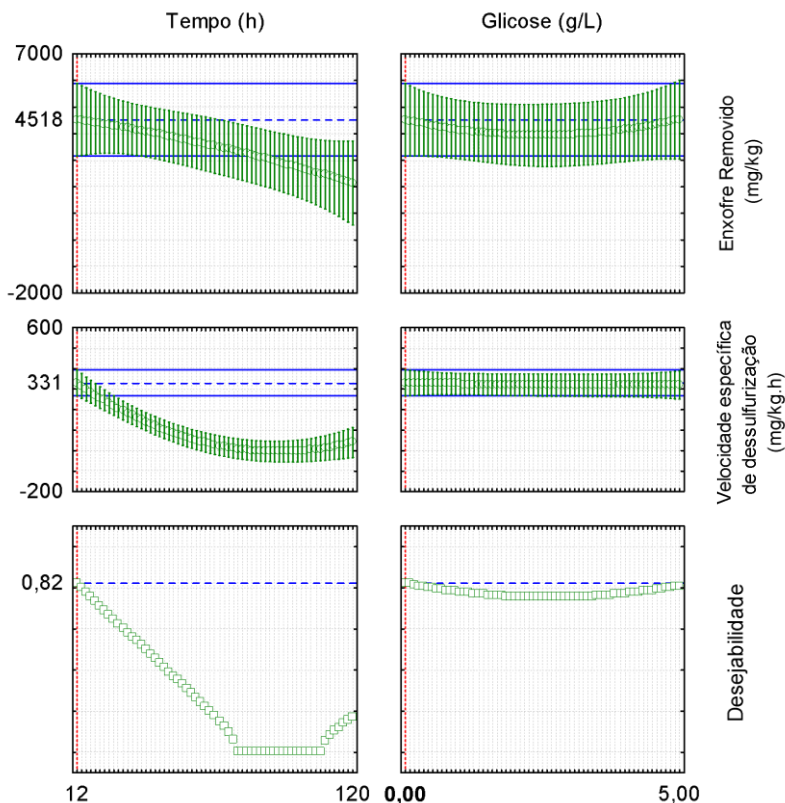 Tempo (h)
Glicose (g/L)
7000
4518
-2000
Enxofre Removido
(mg/kg)
600
331
-200
Velocidade específica
de dessulfurização
(mg/kg.h)
0,82
Desejabilidade
12
120
0,00
5,00